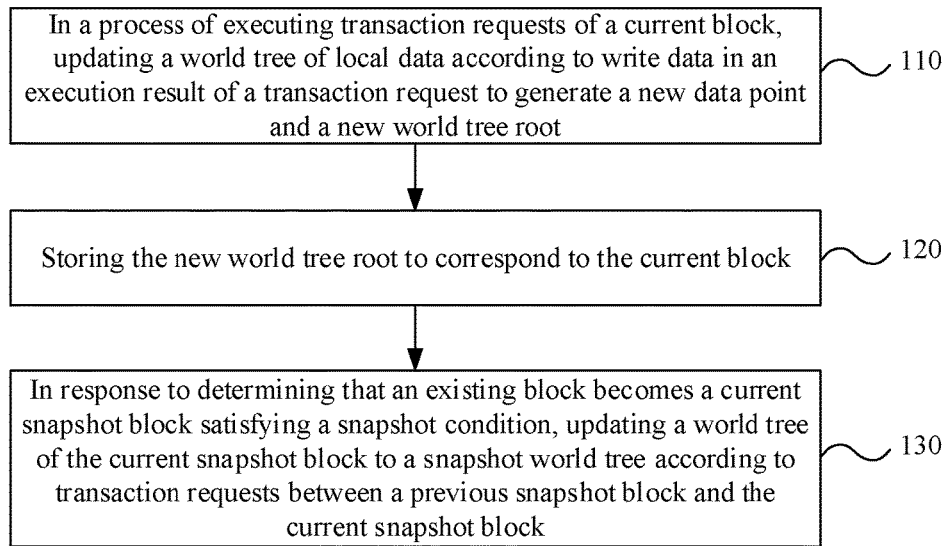 In a process of executing transaction requests of a current block,
updating a world tree of local data according to write data in an
execution result of a transaction request to generate a new data point
and a new world tree root
110
Storing the new world tree root to correspond to the current block
120
In response to determining that an existing block becomes a current
snapshot block satisfying a snapshot condition, updating a world tree
of the current snapshot block to a snapshot world tree according to
transaction requests between a previous snapshot block and the
current snapshot block
130